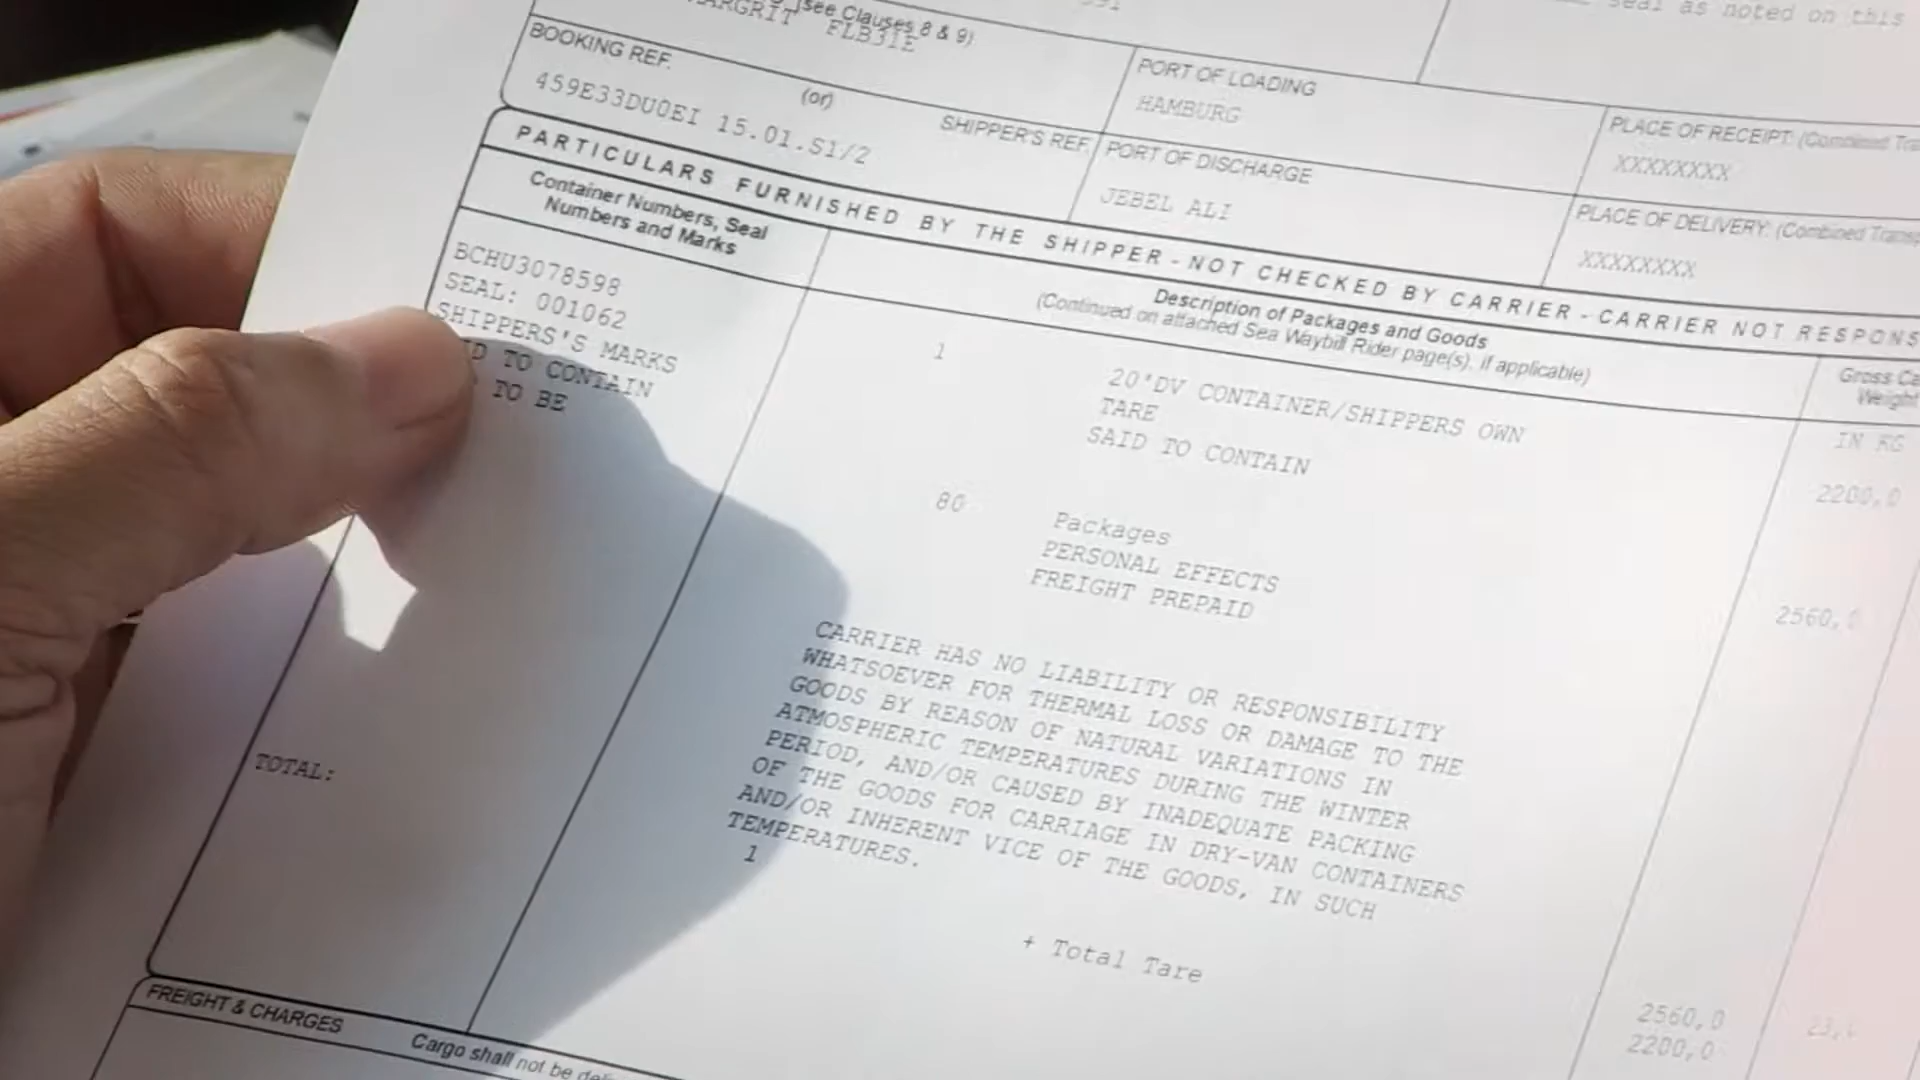 (see Clauses 8 & 9)
MARGRIT FLB31E
seal as noted on this
BOOKING REF.
(or)
SHIPPER'S REF.
459E33DU0EI 15.01.S1/2
PORT OF LOADING
HAMBURG
PLACE OF RECEIPT: (Combined
XXXXXXXX
PORT OF DISCHARGE
JEBEL ALI
PLACE OF DELIVERY: (Combined
XXXXXXXX
PARTICULARS FURNISHED BY THE SHIPPER - NOT CHECKED BY CARRIER - CARRIER NOT RESPONS
Container Numbers, Seal
Numbers and Marks
Description of Packages and Goods
(Continued on attached Sea Waybill Rider page(s), if applicable)
Gross Ca
Weight
IN KG
BCHU3078598
SEAL: 001062
SHIPPERS'S MARKS
D TO CONTAIN
TO BE
1
20'DV CONTAINER/SHIPPERS OWN
TARE
SAID TO CONTAIN
2200,0
80
Packages
PERSONAL EFFECTS
FREIGHT PREPAID
2560,0
CARRIER HAS NO LIABILITY OR RESPONSIBILITY
WHATSOEVER FOR THERMAL LOSS OR DAMAGE TO THE
GOODS BY REASON OF NATURAL VARIATIONS IN
ATMOSPHERIC TEMPERATURES DURING THE WINTER
PERIOD, AND/OR CAUSED BY INADEQUATE PACKING
OF THE GOODS FOR CARRIAGE IN DRY-VAN CONTAINERS
AND/OR INHERENT VICE OF THE GOODS, IN SUCH
TEMPERATURES.
TOTAL:
1
+ Total Tare
2560,0
2200,0
FREIGHT & CHARGES
Cargo shall not be